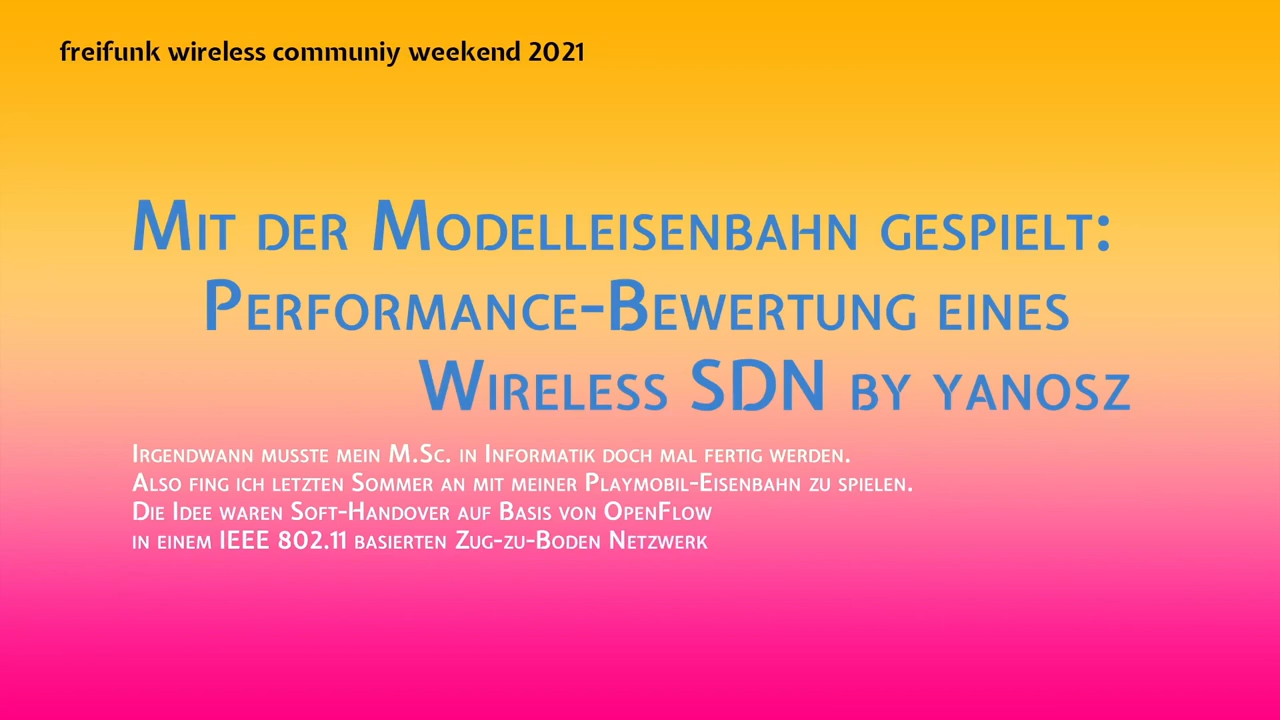 freifunk wireless communiy weekend 2021
Mit der Modelleisenbahn gespielt:
Performance-Bewertung eines
Wireless SDN by yanosz
Irgendwann musste mein M.Sc. in Informatik doch mal fertig werden.
Also fing ich letzten Sommer an mit meiner Playmobil-Eisenbahn zu spielen.
Die Idee waren Soft-Handover auf Basis von OpenFlow
in einem IEEE 802.11 basierten Zug-zu-Boden Netzwerk